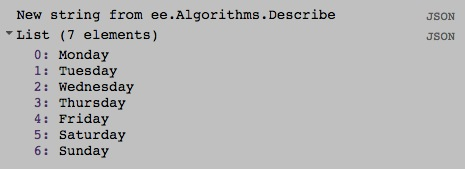 New string from ee.Algorithms.Describe JSON
List (7 elements) JSON
0: Monday
1: Tuesday
2: Wednesday
3: Thursday
4: Friday
5: Saturday
6: Sunday